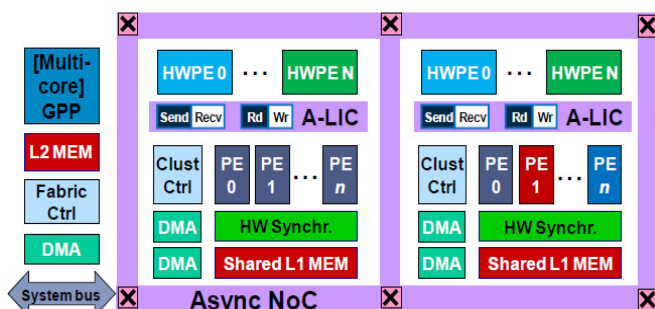 [Multi-
core]
GPP
L2 MEM
Fabric
Ctrl
DMA
System bus
HWPE 0 ... HWPE N
Send Recv Rd Wr A-LIC
Clust
Ctrl
PE
0
PE
1
...
PE
n
DMA HW Synchr.
DMA Shared L1 MEM
HWPE 0 ... HWPE N
Send Recv Rd Wr A-LIC
Clust
Ctrl
PE
0
PE
1
...
PE
n
DMA HW Synchr.
DMA Shared L1 MEM
Async NoC